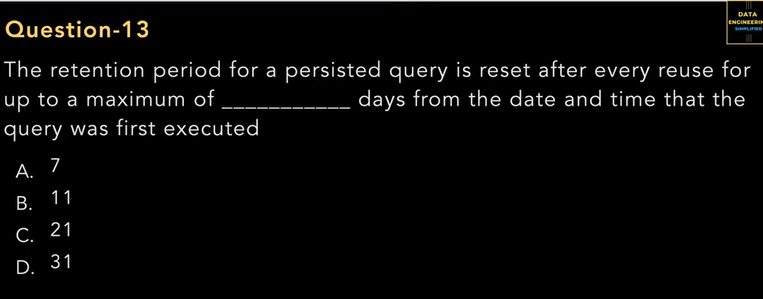 Question-13
DATA
ENGINEERIN
SIMPLIFIED
The retention period for a persisted query is reset after every reuse for
up to a maximum of ___________ days from the date and time that the
query was first executed
A. 7
B. 11
C. 21
D. 31